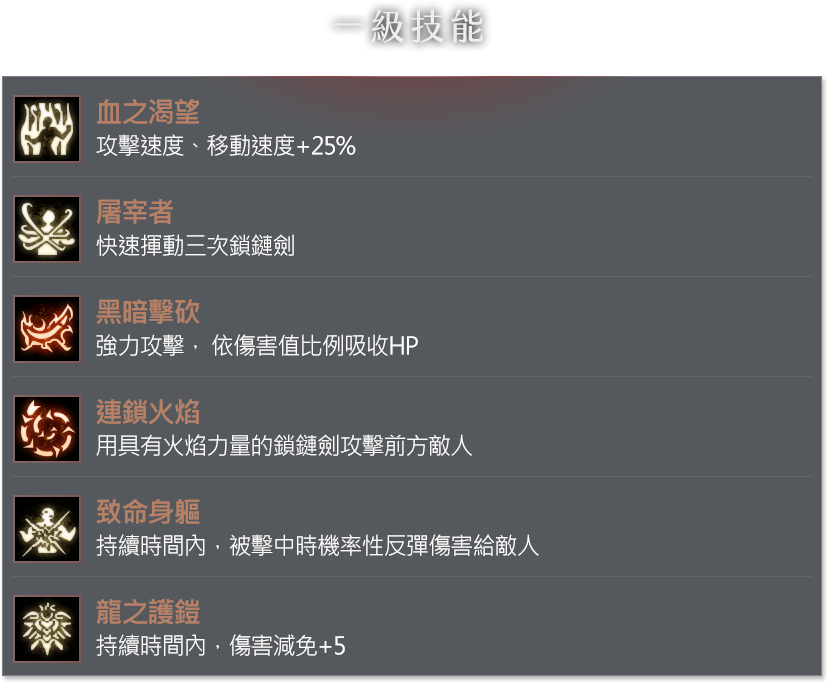 一級技能
血之渴望
攻擊速度、移動速度+25%
屠宰者
快速揮動三次鎖鏈劍
黑暗擊砍
強力攻擊， 依傷害值比例吸收HP
連鎖火焰
用具有火焰力量的鎖鏈劍攻擊前方敵人
致命身軀
持續時間內，被擊中時機率性反彈傷害給敵人
龍之護鎧
持續時間內，傷害減免+5